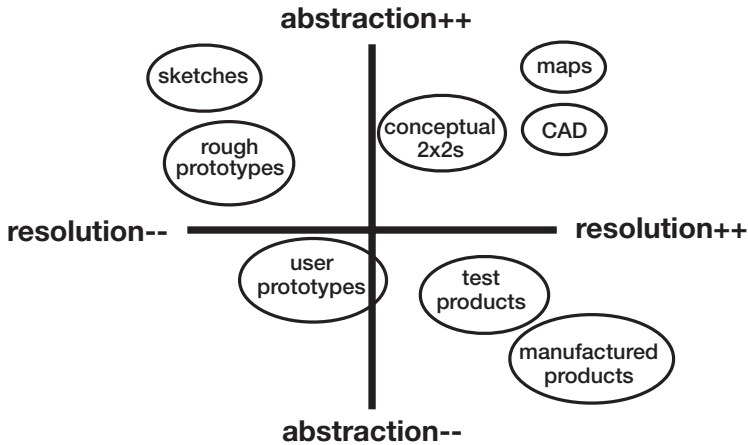 abstraction++
sketches
maps
conceptual
2x2s
CAD
rough
prototypes
resolution--
resolution++
user
prototypes
test
products
manufactured
products
abstraction--